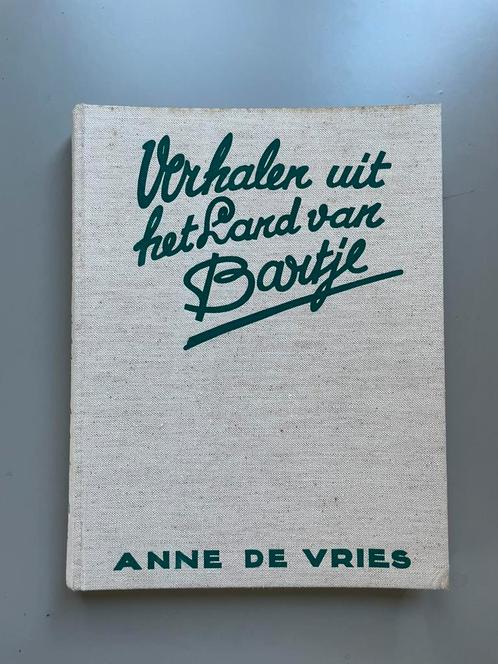 Verhalen uit
het Land van
Bartje
ANNE DE VRIES